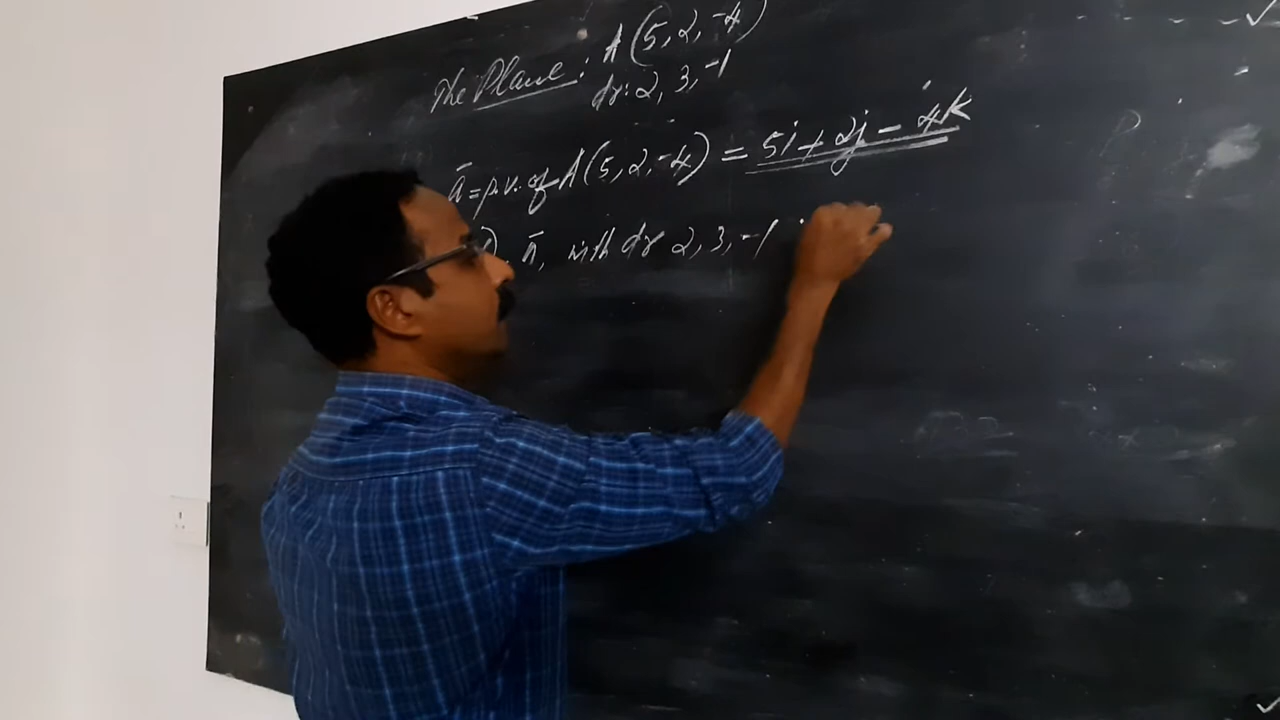 The Plane: A(5, 2, -4)
dr: 2, 3, -1
ā = p.v. of A(5, 2, -4) = 5i + 2j - 4k
). n̄, with dr 2, 3, -1